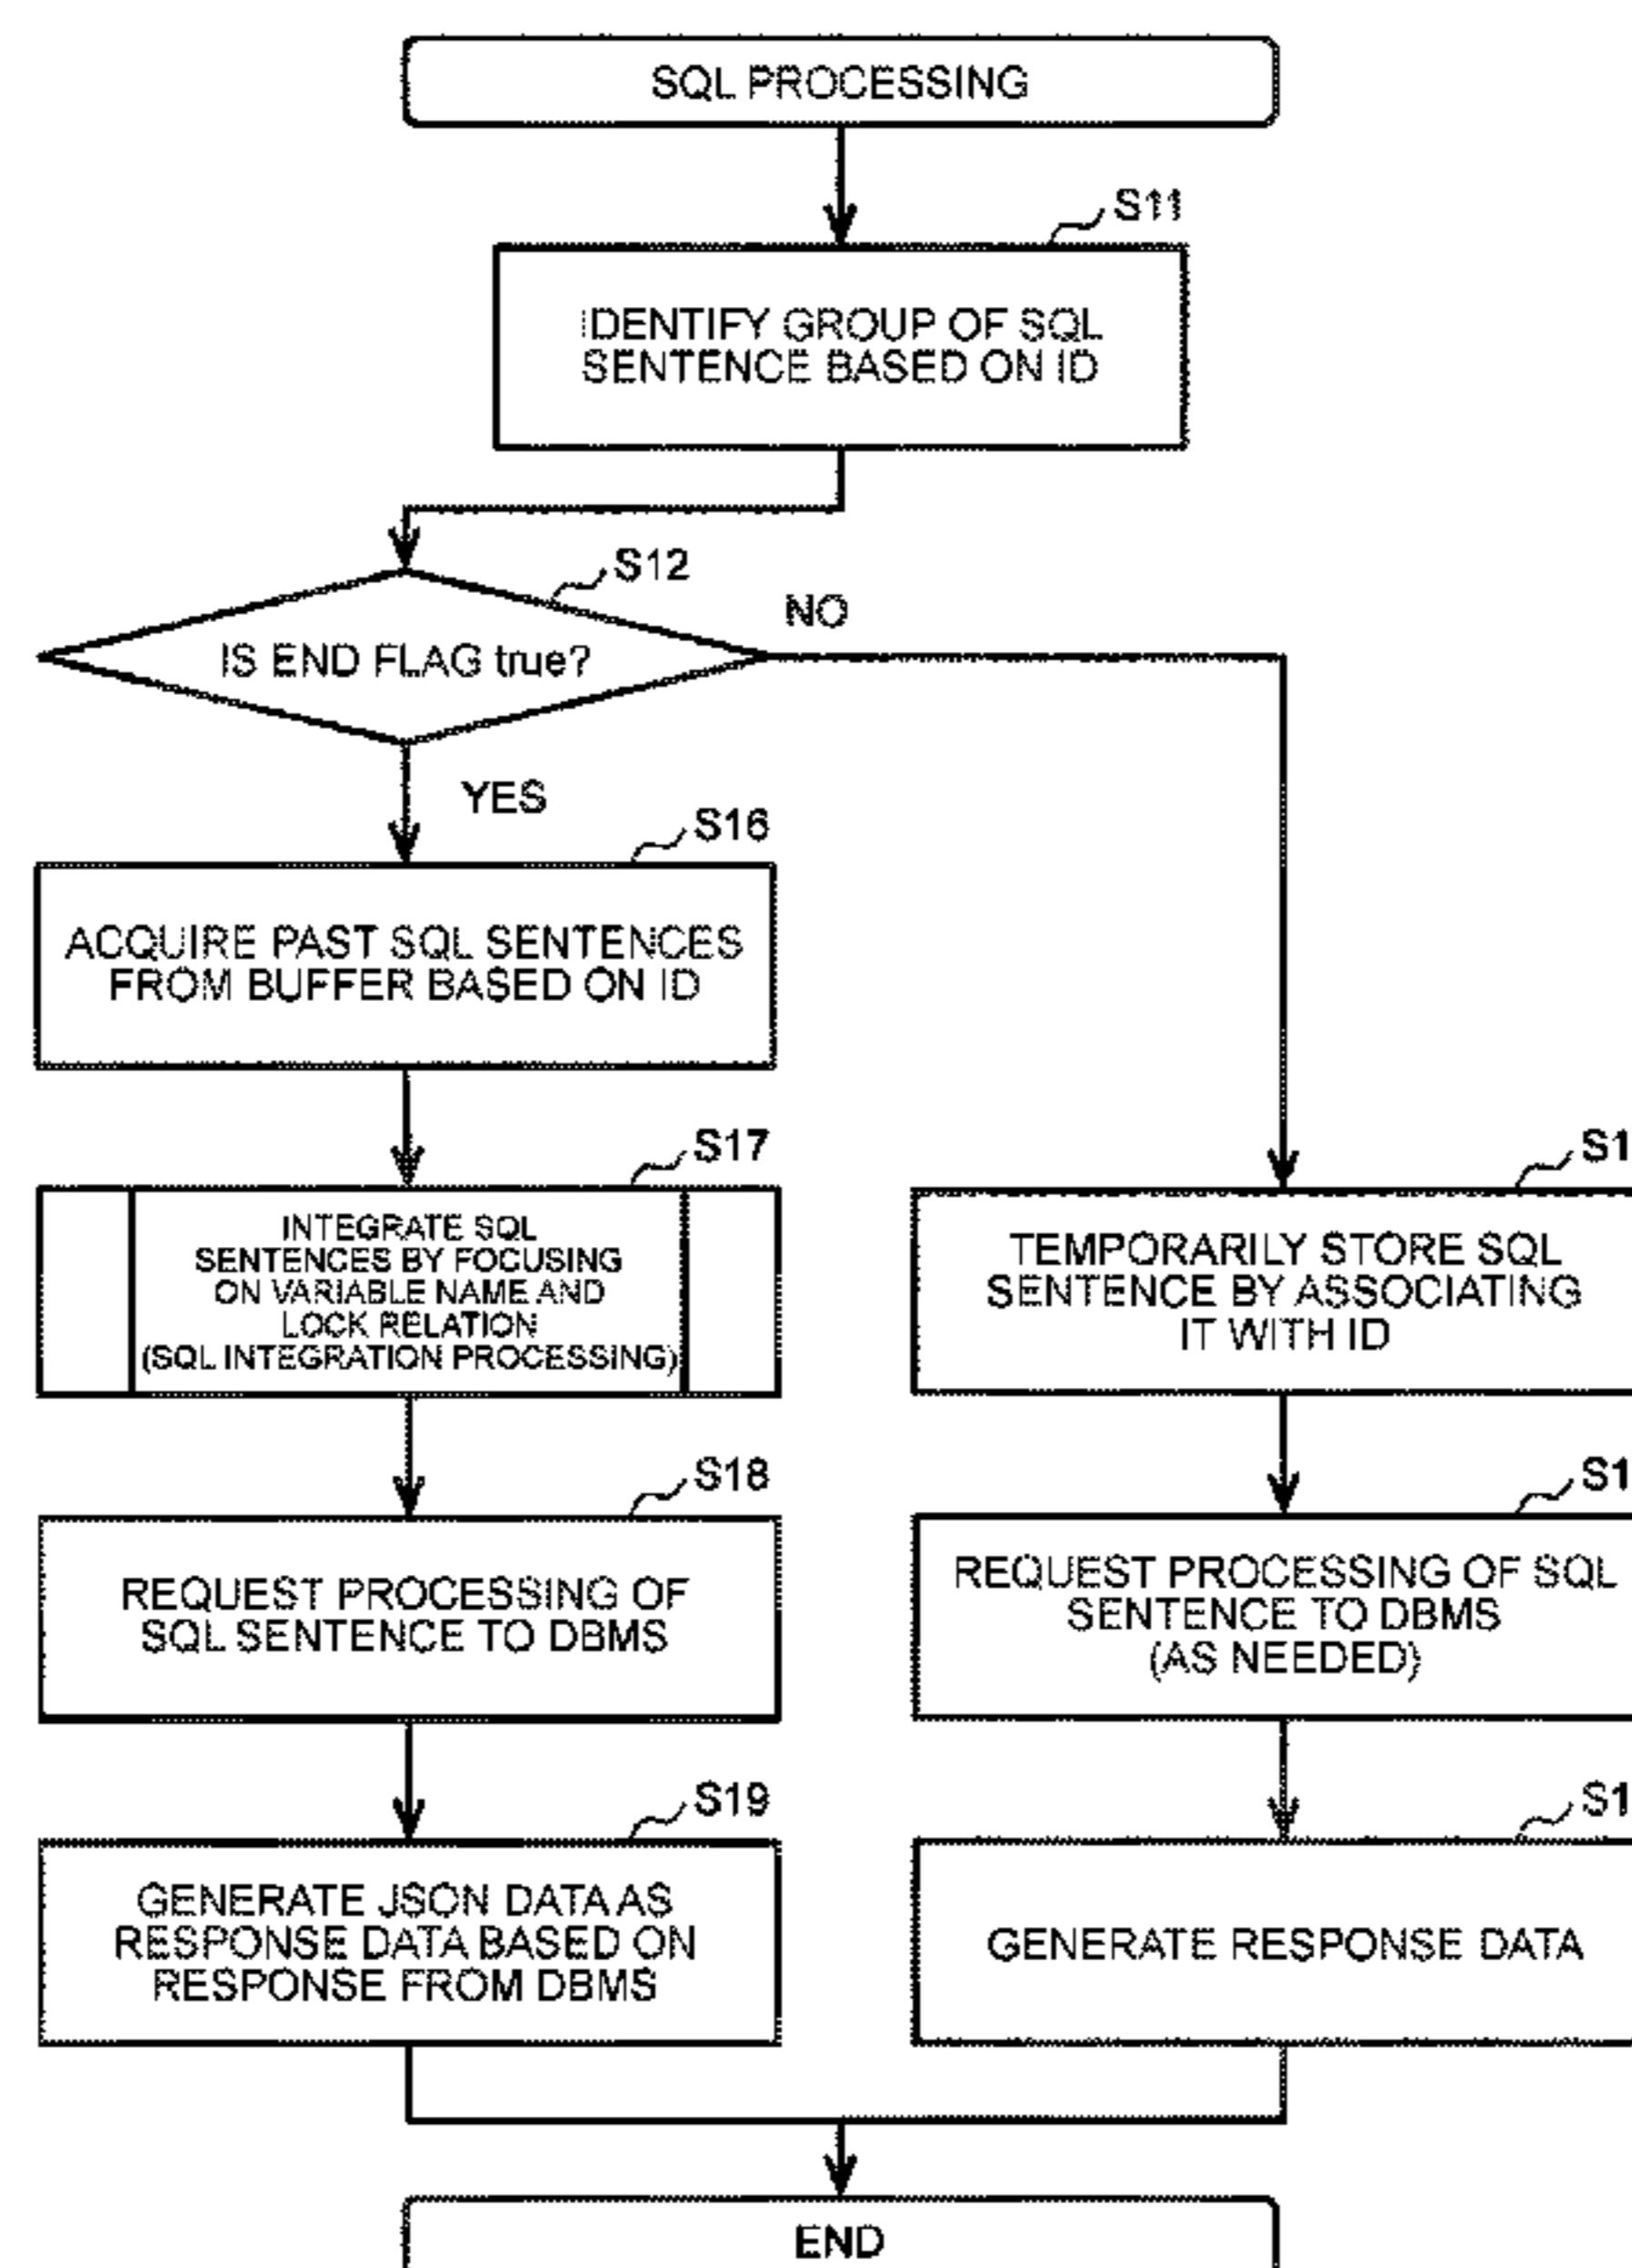 SQL PROCESSING
S11
IDENTIFY GROUP OF SQL
SENTENCE BASED ON ID
S12
IS END FLAG true?
NO
YES
S16
ACQUIRE PAST SQL SENTENCES
FROM BUFFER BASED ON ID
S17
INTEGRATE SQL
SENTENCES BY FOCUSING
ON VARIABLE NAME AND
LOCK RELATION
(SQL INTEGRATION PROCESSING)
S1
TEMPORARILY STORE SQL
SENTENCE BY ASSOCIATING
IT WITH ID
S18
REQUEST PROCESSING OF
SQL SENTENCE TO DBMS
S1
REQUEST PROCESSING OF SQL
SENTENCE TO DBMS
(AS NEEDED)
S19
GENERATE JSON DATA AS
RESPONSE DATA BASED ON
RESPONSE FROM DBMS
S1
GENERATE RESPONSE DATA
END